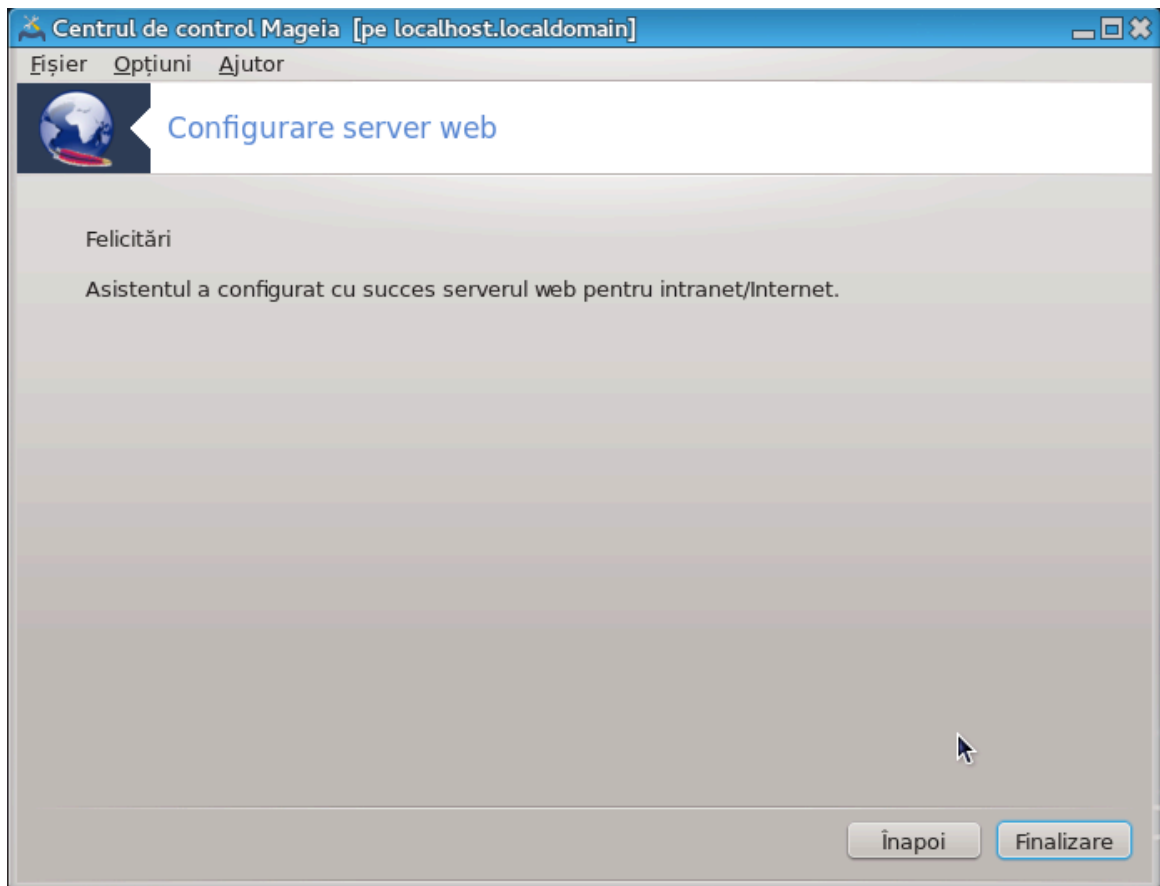 Centrul de control Mageia [pe localhost.localdomain]
Fișier Opțiuni Ajutor
Configurare server web
Felicitări
Asistentul a configurat cu succes serverul web pentru intranet/Internet.
Înapoi Finalizare